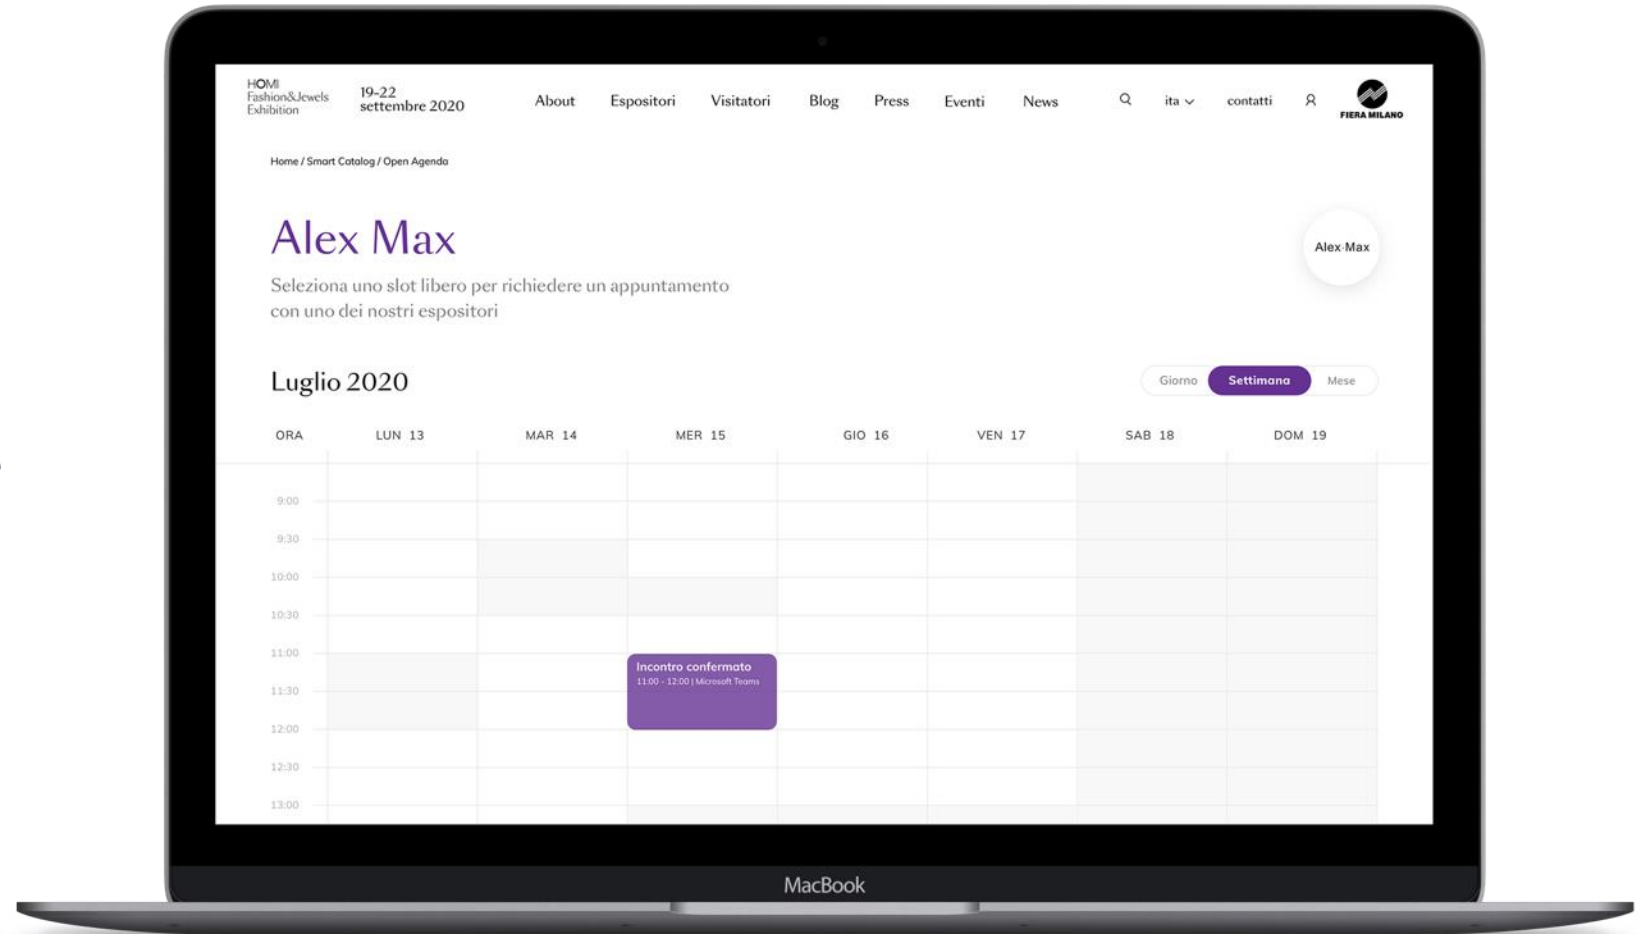 HOMI
Fashion&Jewels
Exhibition
19-22
settembre 2020
About
Espositori
Visitatori
Blog
Press
Eventi
News
ita
contatti
FIERA MILANO
Home / Smart Catalog / Open Agenda
Alex Max
Alex·Max
Seleziona uno slot libero per richiedere un appuntamento
con uno dei nostri espositori
Luglio 2020
Giorno
Settimana
Mese
ORA
LUN 13
MAR 14
MER 15
GIO 16
VEN 17
SAB 18
DOM 19
9:00
9:30
10:00
10:30
11:00
Incontro confermato
11:00 - 12:00 | Microsoft Teams
11:30
12:00
12:30
13:00
MacBook